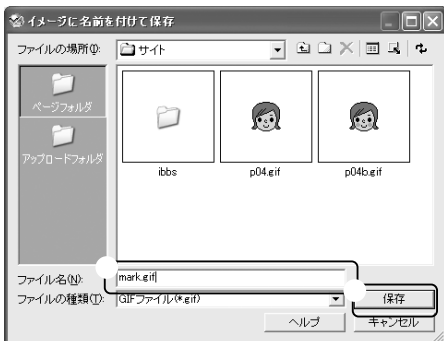 イメージに名前を付けて保存
ファイルの場所(I):
サイト
ページフォルダ
アップロードフォルダ
ibbs
p04.gif
p04b.gif
ファイル名(N):
mark.gif
ファイルの種類(T):
GIFファイル(*.gif)
保存
ヘルプ
キャンセル